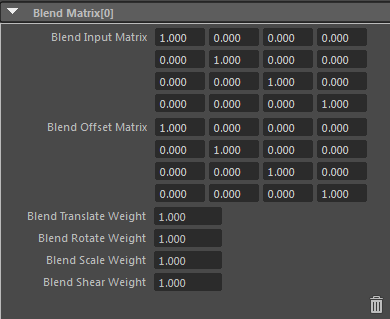 Blend Matrix[0]
Blend Input Matrix 1.000 0.000 0.000 0.000
0.000 1.000 0.000 0.000
0.000 0.000 1.000 0.000
0.000 0.000 0.000 1.000
Blend Offset Matrix 1.000 0.000 0.000 0.000
0.000 1.000 0.000 0.000
0.000 0.000 1.000 0.000
0.000 0.000 0.000 1.000
Blend Translate Weight 1.000
Blend Rotate Weight 1.000
Blend Scale Weight 1.000
Blend Shear Weight 1.000